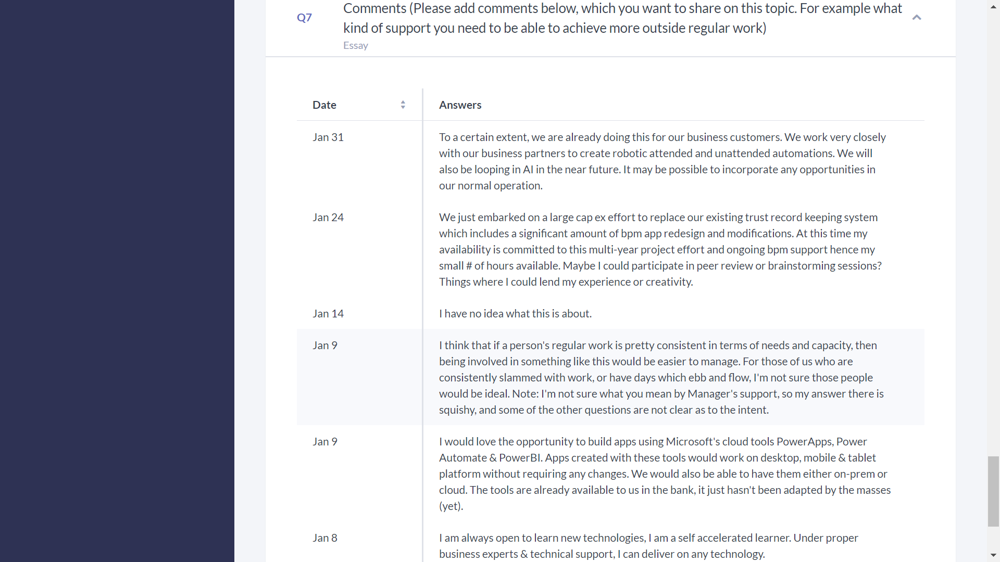 Q7
Comments (Please add comments below, which you want to share on this topic. For example what
kind of support you need to be able to achieve more outside regular work)
Essay
Date
Answers
Jan 31
To a certain extent, we are already doing this for our business customers. We work very closely
with our business partners to create robotic attended and unattended automations. We will
also be looping in AI in the near future. It may be possible to incorporate any opportunities in
our normal operation.
Jan 24
We just embarked on a large cap ex effort to replace our existing trust record keeping system
which includes a significant amount of bpm app redesign and modifications. At this time my
availability is committed to this multi-year project effort and ongoing bpm support hence my
small # of hours available. Maybe I could participate in peer review or brainstorming sessions?
Things where I could lend my experience or creativity.
Jan 14
I have no idea what this is about.
Jan 9
I think that if a person's regular work is pretty consistent in terms of needs and capacity, then
being involved in something like this would be easier to manage. For those of us who are
consistently slammed with work, or have days which ebb and flow, I'm not sure those people
would be ideal. Note: I'm not sure what you mean by Manager's support, so my answer there is
squishy, and some of the other questions are not clear as to the intent.
Jan 9
I would love the opportunity to build apps using Microsoft's cloud tools PowerApps, Power
Automate & PowerBI. Apps created with these tools would work on desktop, mobile & tablet
platform without requiring any changes. We would also be able to have them either on-prem or
cloud. The tools are already available to us in the bank, it just hasn't been adapted by the masses
(yet).
Jan 8
I am always open to learn new technologies, I am a self accelerated learner. Under proper
business experts & technical support, I can deliver on any technology.